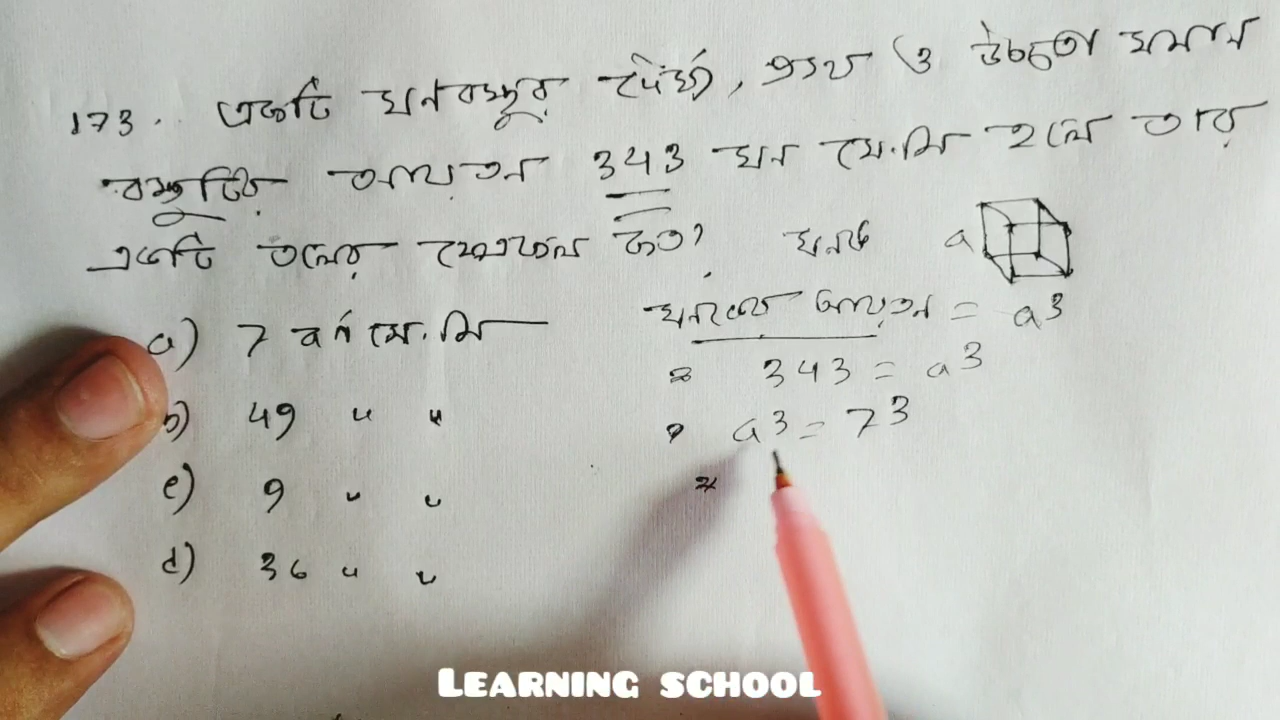 173. একটি ঘনবস্তুর দৈর্ঘ্য, প্রস্থ ও উচ্চতা সমান
বস্তুটির আয়তন 343 ঘন সে.মি হলে তার
একটি তলের ক্ষেত্রফল কত?
ঘনক a
a) 7 বর্গ সে.মি
b) 49 " "
c) 9 " "
d) 36 " "
ঘনকের আয়তন = a³
343 = a³
a³ = 7³
LEARNING SCHOOL